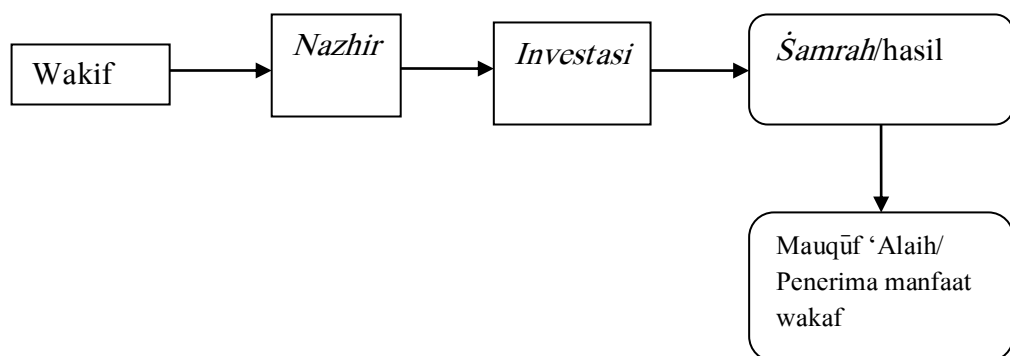 Wakif
Nazhir
Investasi
Ṡamrah/hasil
Mauqūf ‘Alaih/
Penerima manfaat
wakaf